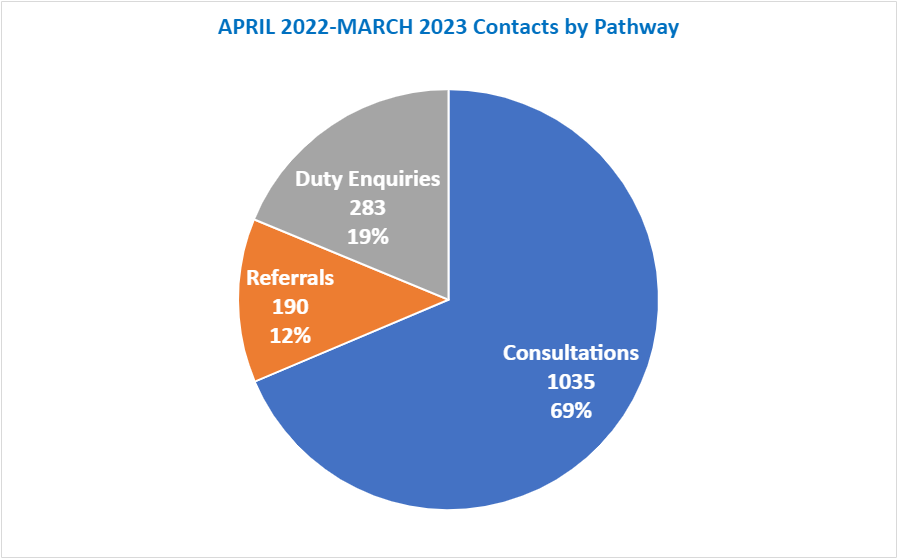 APRIL 2022-MARCH 2023 Contacts by Pathway
Duty Enquiries
283
19%
Referrals
190
12%
Consultations
1035
69%